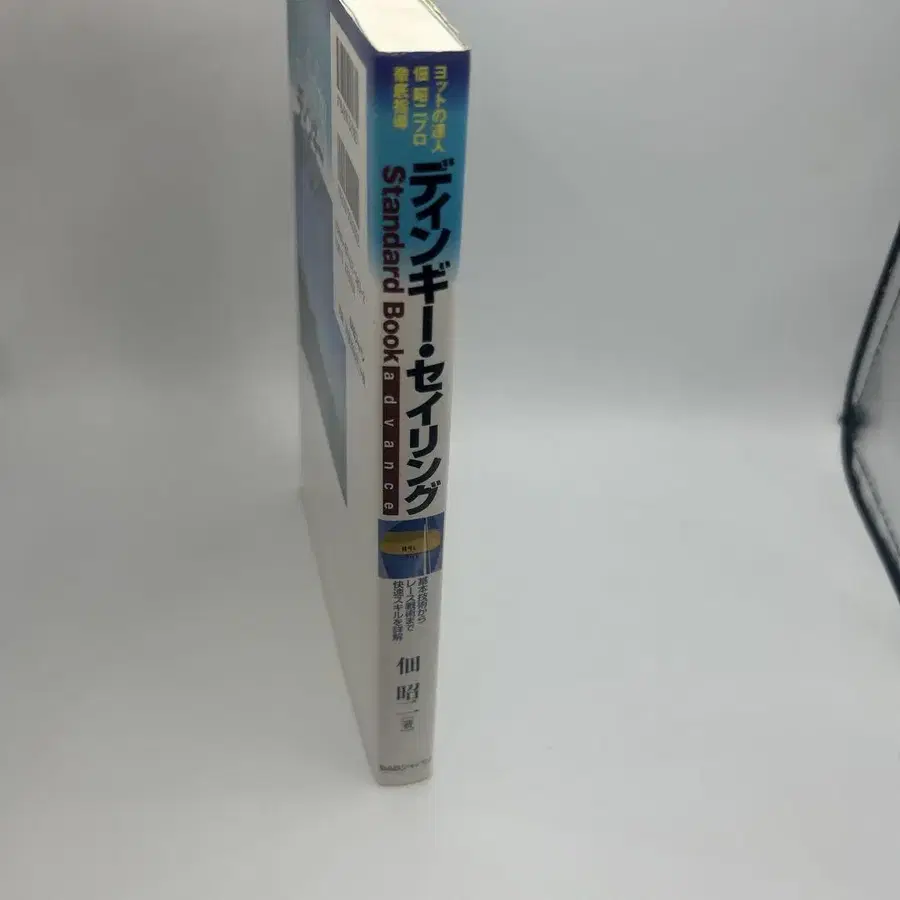 ヨットの達人
佃 昭二プロ
徹底指導
ディンギー・セイリング
Standard Book
advance
基本技術から
レース戦術まで
快速スキルを詳解
佃 昭二[著]